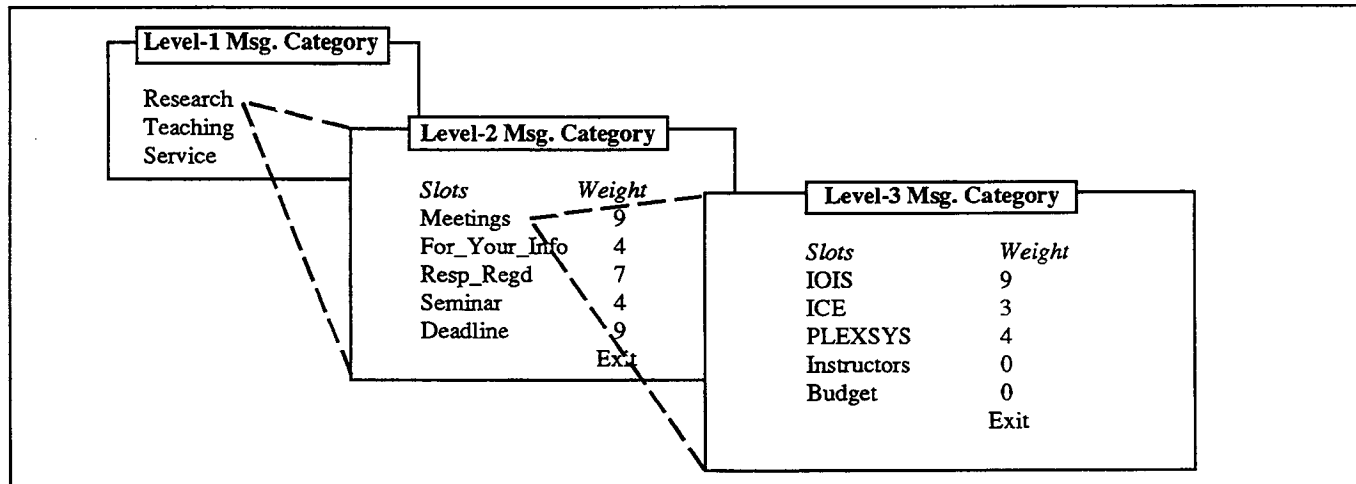 Level-1 Msg. Category
Research
Teaching
Service
Level-2 Msg. Category
Slots Weight
Meetings 9
For_Your_Info 4
Resp_Reqd 7
Seminar 4
Deadline 9
Exit
Level-3 Msg. Category
Slots Weight
IOIS 9
ICE 3
PLEXSYS 4
Instructors 0
Budget 0
Exit